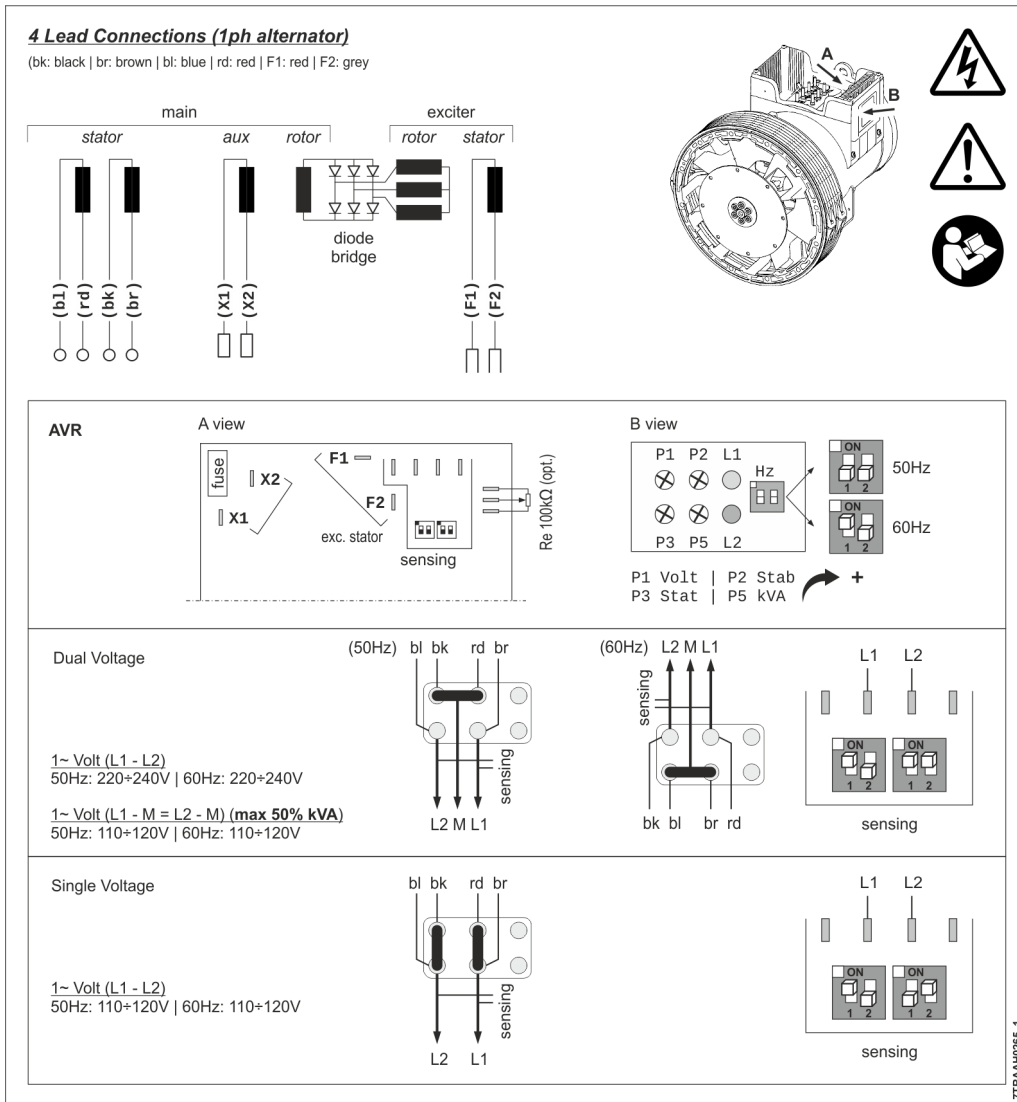 4 Lead Connections (1ph alternator)
(bk: black | br: brown | bl: blue | rd: red | F1: red | F2: grey
main
exciter
stator
aux
rotor
rotor
stator
diode
bridge
(bl)
(rd)
(bk)
(br)
(X1)
(X2)
(F1)
(F2)
A
B
AVR
A view
fuse
X2
X1
F1
F2
exc. stator
sensing
Re 100kΩ (opt.)
B view
P1 P2 L1
Hz
P3 P5 L2
ON
1 2
50Hz
ON
1 2
60Hz
P1 Volt | P2 Stab
P3 Stat | P5 kVA
+
Dual Voltage
1~ Volt (L1 - L2)
50Hz: 220÷240V | 60Hz: 220÷240V
1~ Volt (L1 - M = L2 - M) (max 50% kVA)
50Hz: 110÷120V | 60Hz: 110÷120V
(50Hz) bl bk rd br
sensing
L2 M L1
(60Hz) L2 M L1
sensing
bk bl br rd
L1 L2
ON ON
1 2 1 2
sensing
Single Voltage
1~ Volt (L1 - L2)
50Hz: 110÷120V | 60Hz: 110÷120V
bl bk rd br
sensing
L2 L1
L1 L2
ON ON
1 2 1 2
sensing